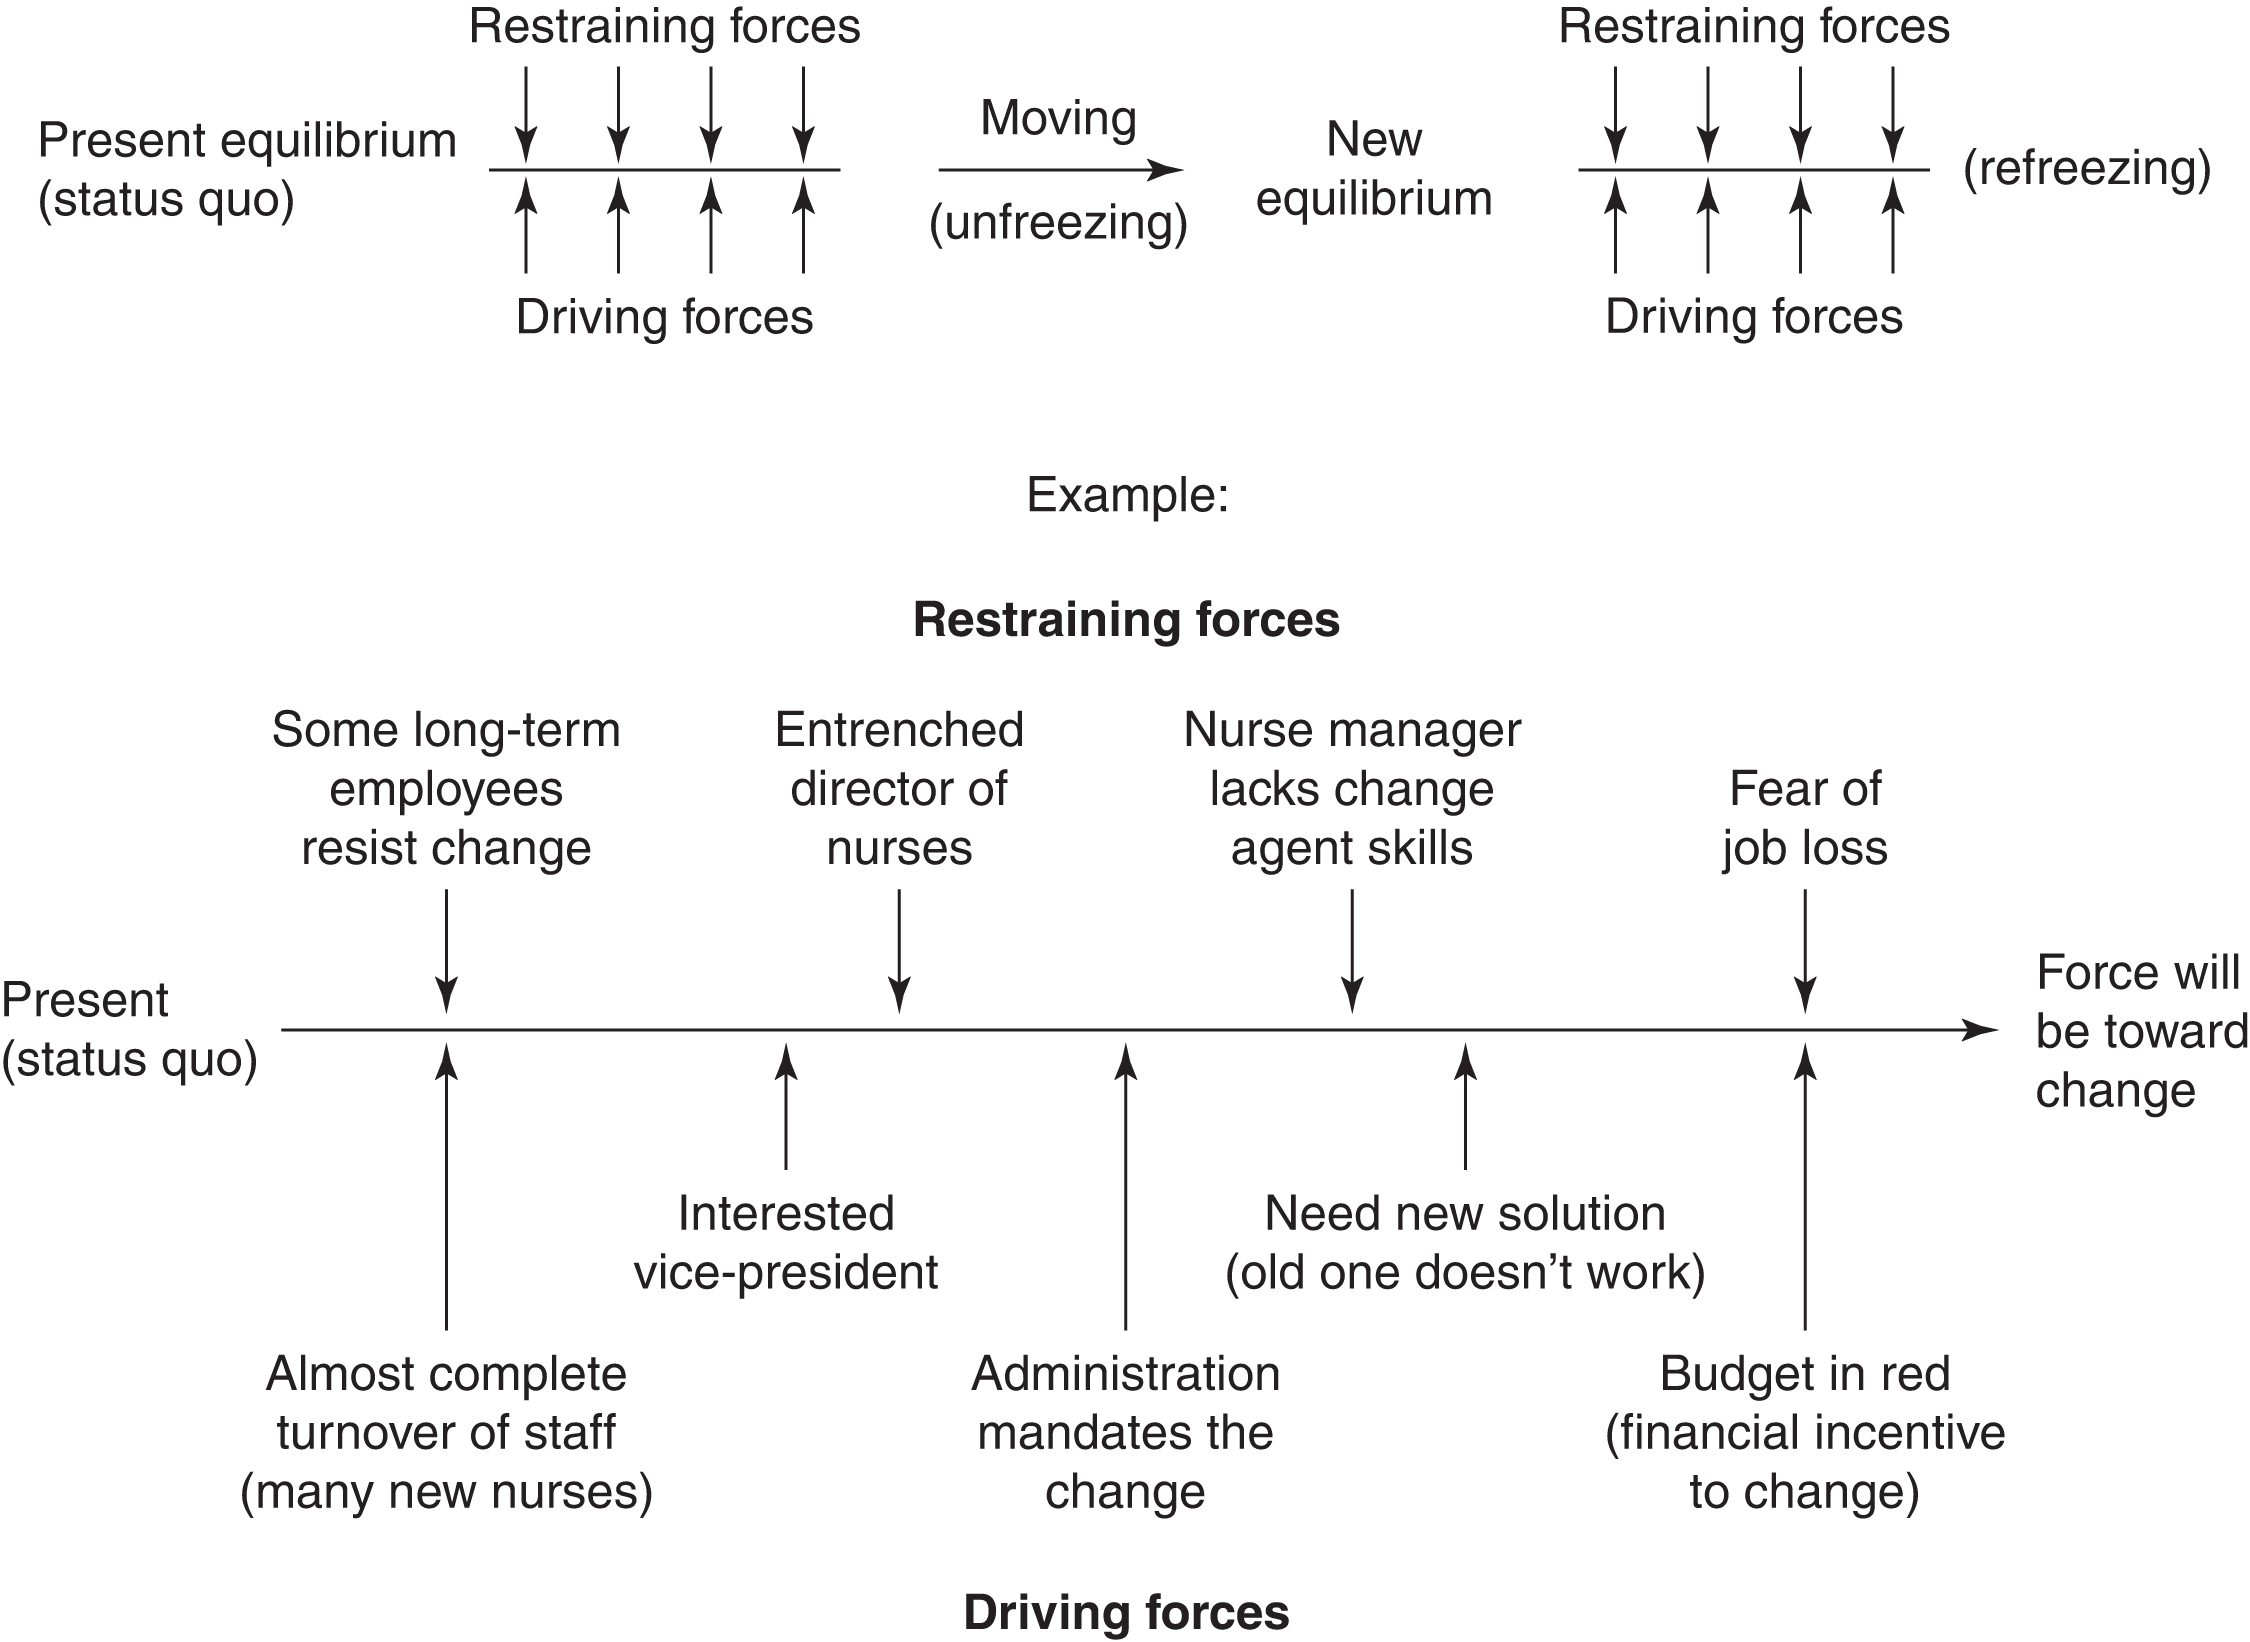 Restraining forces
Restraining forces
Present equilibrium
(status quo)
Moving
(unfreezing)
New
equilibrium
(refreezing)
Driving forces
Driving forces
Example:
Restraining forces
Some long-term
employees
resist change
Entrenched
director of
nurses
Nurse manager
lacks change
agent skills
Fear of
job loss
Present
(status quo)
Force will
be toward
change
Interested
vice-president
Need new solution
(old one doesn’t work)
Almost complete
turnover of staff
(many new nurses)
Administration
mandates the
change
Budget in red
(financial incentive
to change)
Driving forces